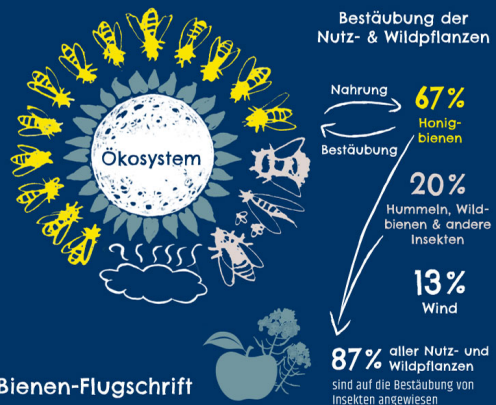 Bestäubung der
Nutz- & Wildpflanzen
Ökosystem
Nahrung
Bestäubung
67%
Honig-
bienen
20%
Hummeln, Wild-
bienen & andere
Insekten
13%
Wind
87% aller Nutz- und
Wildpflanzen
sind auf die Bestäubung von
Insekten angewiesen
Bienen-Flugschrift